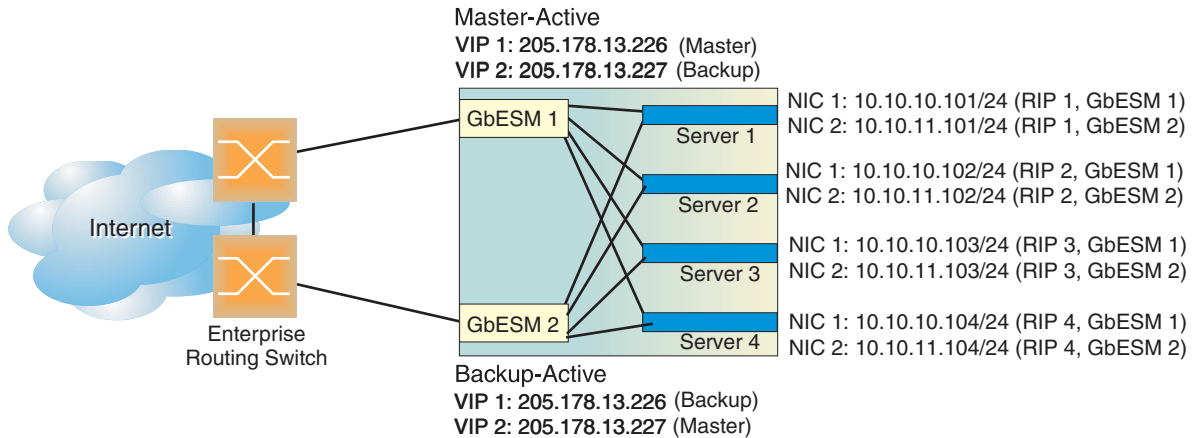 Master-Active
VIP 1: 205.178.13.226 (Master)
VIP 2: 205.178.13.227 (Backup)
GbESM 1
Server 1
NIC 1: 10.10.10.101/24 (RIP 1, GbESM 1)
NIC 2: 10.10.11.101/24 (RIP 1, GbESM 2)
Server 2
NIC 1: 10.10.10.102/24 (RIP 2, GbESM 1)
NIC 2: 10.10.11.102/24 (RIP 2, GbESM 2)
Internet
Server 3
NIC 1: 10.10.10.103/24 (RIP 3, GbESM 1)
NIC 2: 10.10.11.103/24 (RIP 3, GbESM 2)
GbESM 2
Server 4
NIC 1: 10.10.10.104/24 (RIP 4, GbESM 1)
NIC 2: 10.10.11.104/24 (RIP 4, GbESM 2)
Enterprise
Routing Switch
Backup-Active
VIP 1: 205.178.13.226 (Backup)
VIP 2: 205.178.13.227 (Master)